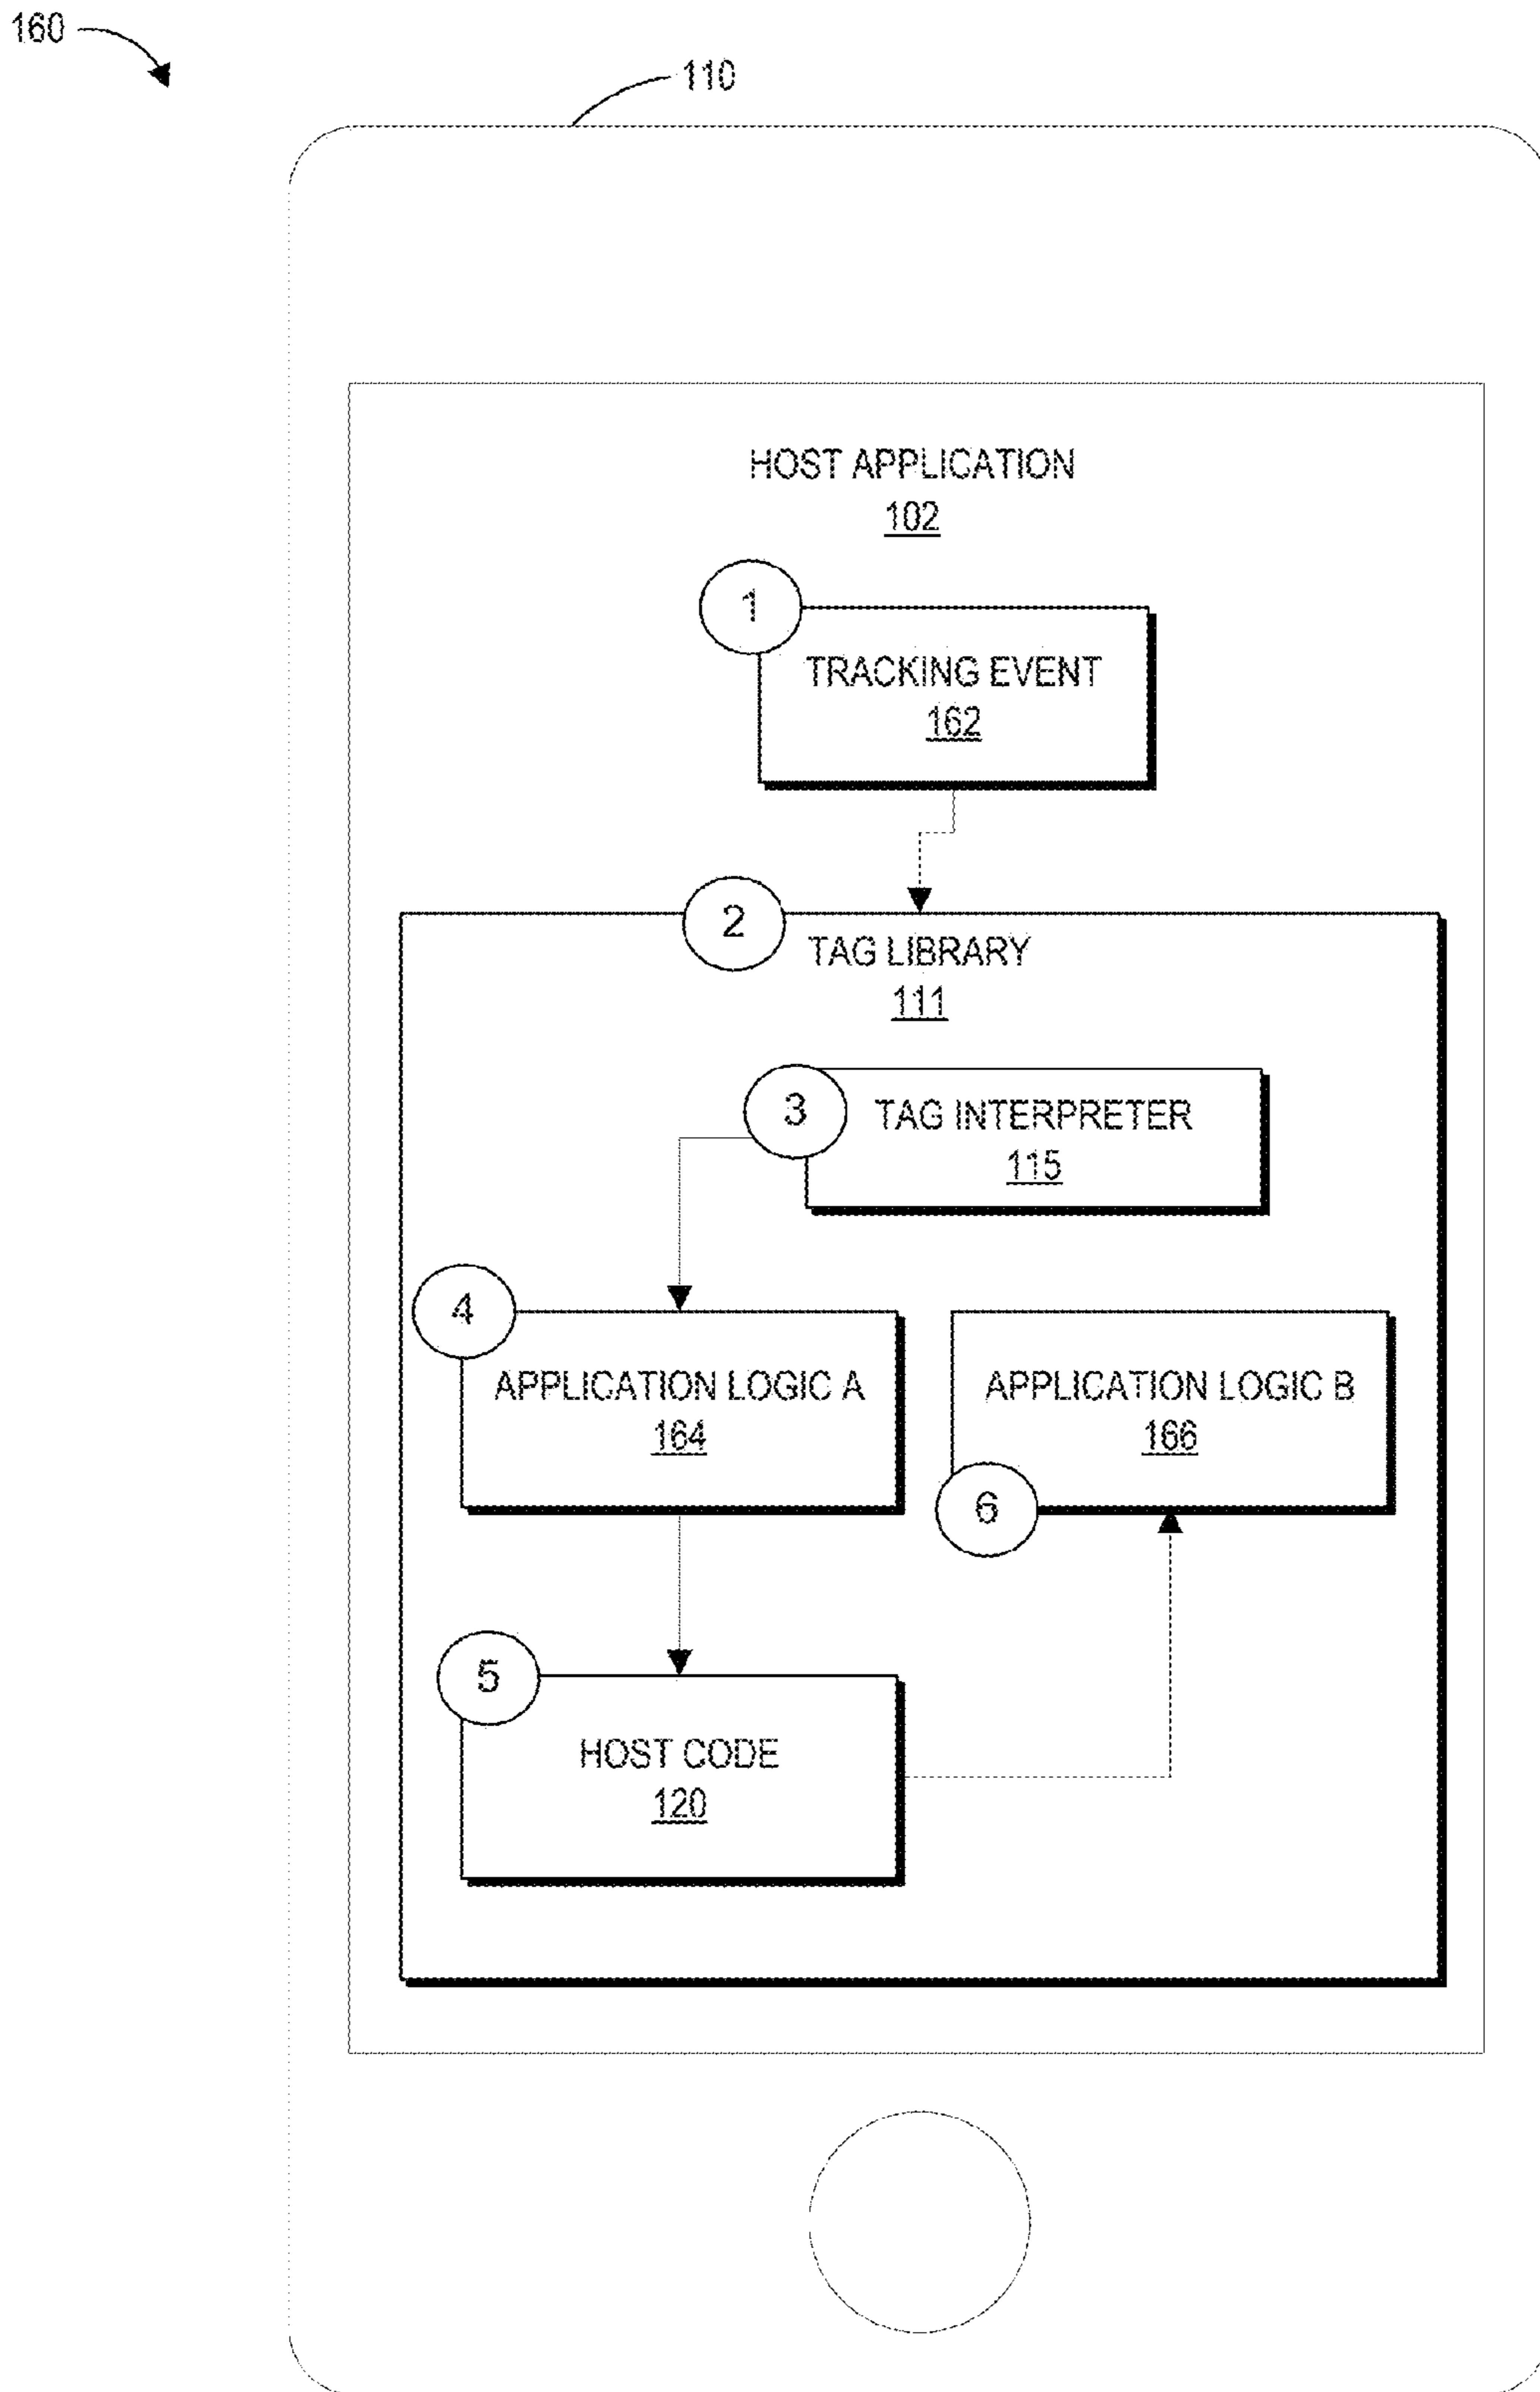 160
110
HOST APPLICATION
102
1
TRACKING EVENT
162
2
TAG LIBRARY
111
3
TAG INTERPRETER
115
4
APPLICATION LOGIC A
164
APPLICATION LOGIC B
166
6
5
HOST CODE
120